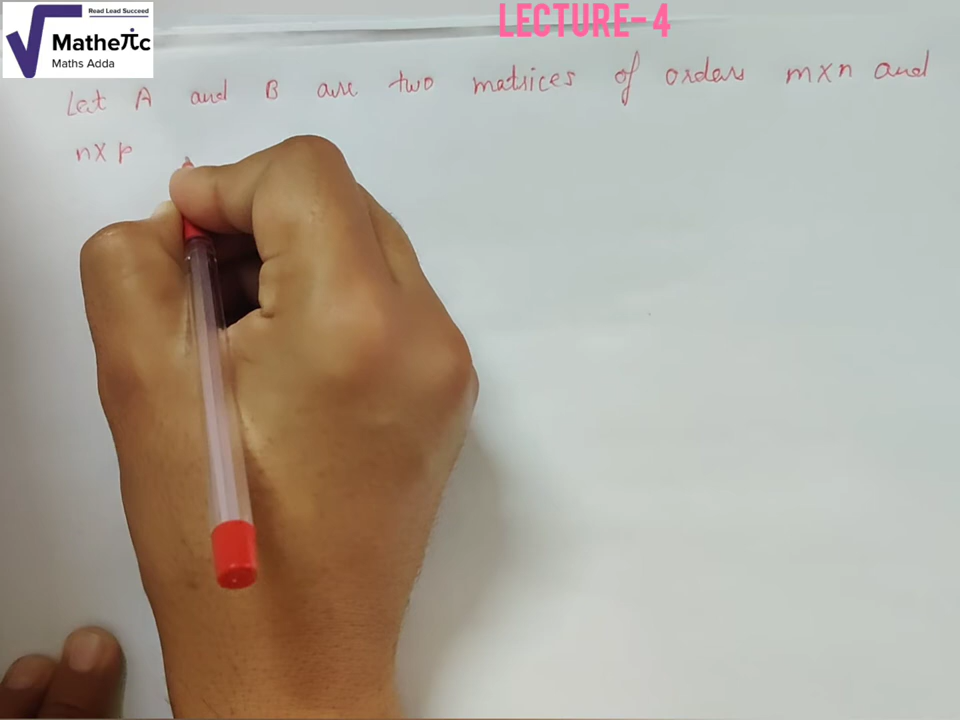 Read Lead Succeed
Matheπc
Maths Adda
LECTURE-4
Let A and B are two matrices of orders m×n and
n×p